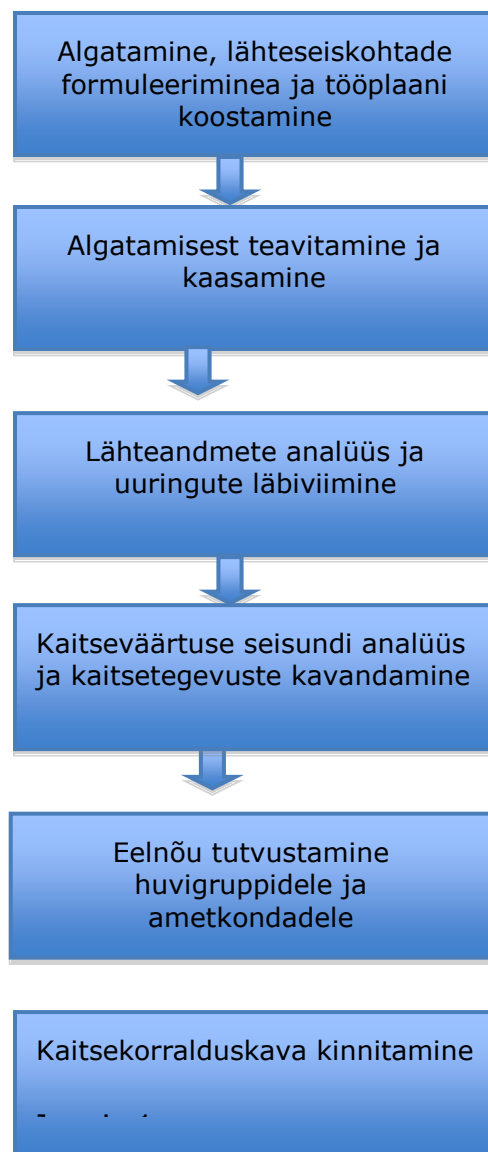 Algatamine, lähteseiskohtade
formuleeriminea ja tööplaani
koostamine
Algatamisest teavitamine ja
kaasamine
Lähteandmete analüüs ja
uuringute läbiviimine
Kaitseväärtuse seisundi analüüs
ja kaitsetegevuste kavandamine
Eelnõu tutvustamine
huvigruppidele ja
ametkondadele
Kaitsekorralduskava kinnitamine